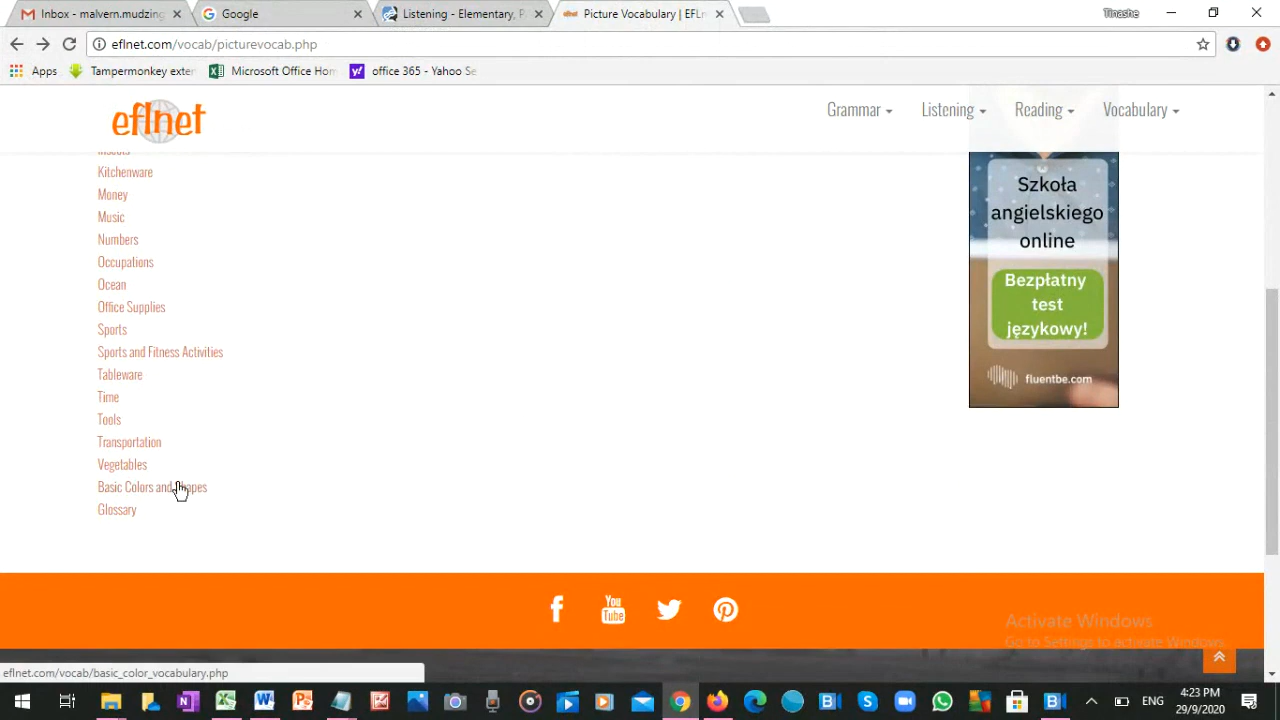 Inbox - malvern.mudzing
Google
Listening - Elementary, P
Picture Vocabulary | EFLn
Tinashe
eflnet.com/vocab/picturevocab.php
Apps
Tampermonkey exter
Microsoft Office Hom
office 365 - Yahoo Se
eflnet
Grammar
Listening
Reading
Vocabulary
Insects
Kitchenware
Money
Music
Numbers
Occupations
Ocean
Office Supplies
Sports
Sports and Fitness Activities
Tableware
Time
Tools
Transportation
Vegetables
Basic Colors and Shapes
Glossary
Szkoła
angielskiego
online
Bezpłatny
test
językowy!
fluentbe.com
You
Tube
Activate Windows
Go to Settings to activate Windows.
eflnet.com/vocab/basic_color_vocabulary.php
ENG
4:23 PM
29/9/2020